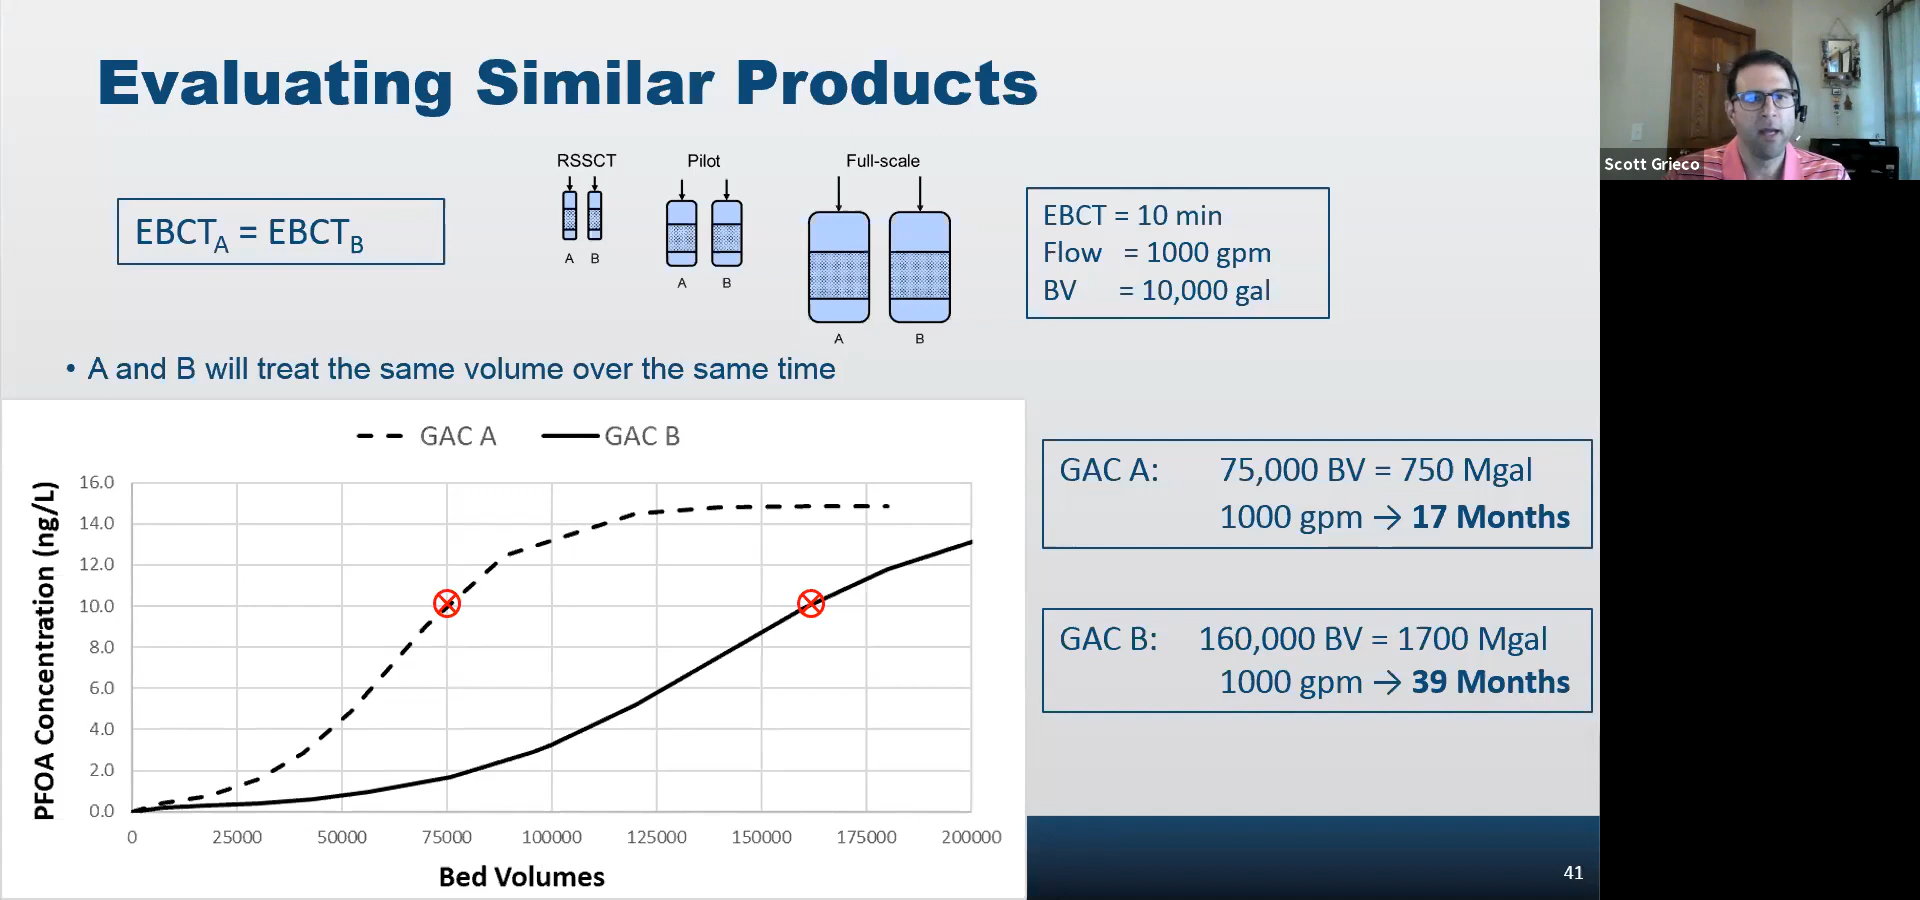 Evaluating Similar Products
RSSCT
Pilot
Full-scale
Scott Grieco
EBCTA = EBCTB
EBCT = 10 min
Flow = 1000 gpm
BV = 10,000 gal
A B
A B
A B
• A and B will treat the same volume over the same time
GAC A GAC B
16.0
14.0
12.0
10.0
8.0
6.0
4.0
2.0
0.0
PFOA Concentration (ng/L)
0 25000 50000 75000 100000 125000 150000 175000 200000
Bed Volumes
GAC A: 75,000 BV = 750 Mgal
1000 gpm → 17 Months
GAC B: 160,000 BV = 1700 Mgal
1000 gpm → 39 Months
41